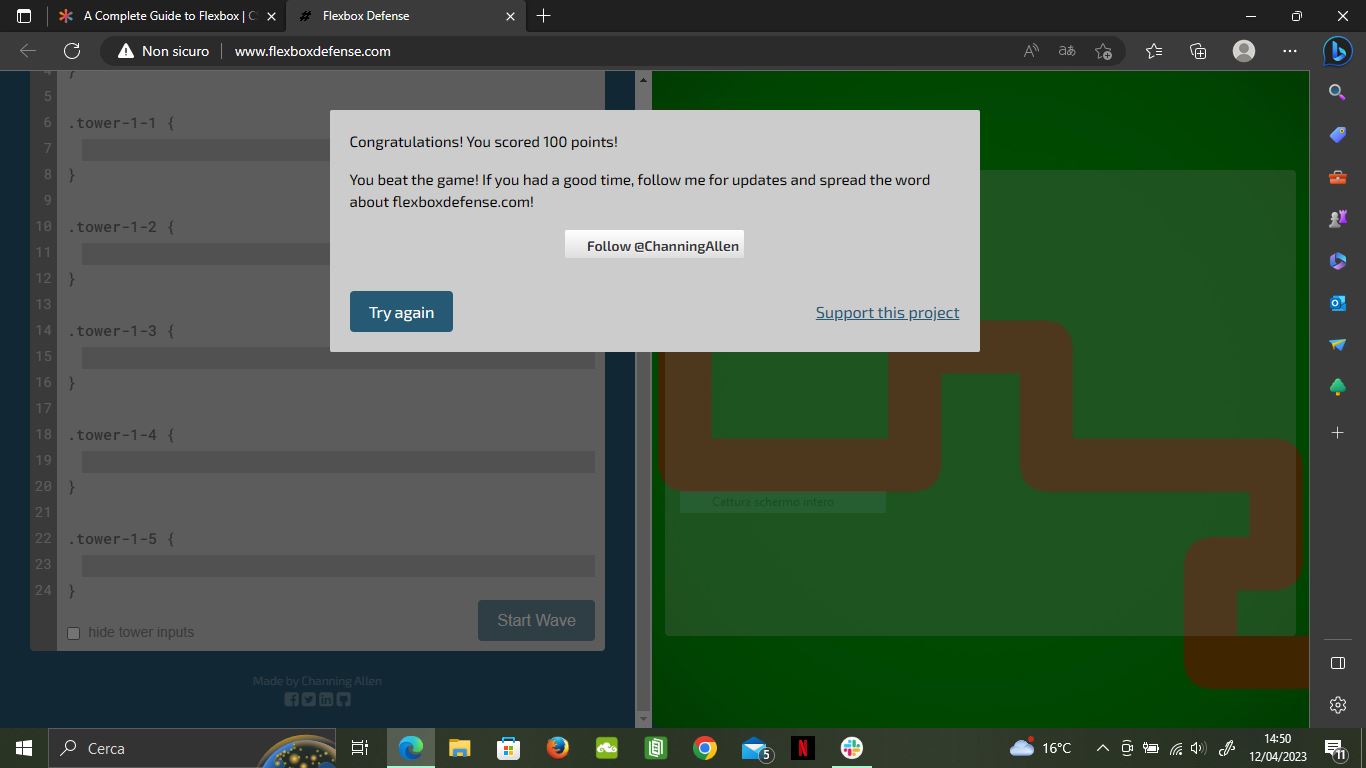 A Complete Guide to Flexbox | C
Flexbox Defense
Non sicuro
www.flexboxdefense.com
4 }
5
6 .tower-1-1 {
7
8 }
9
10 .tower-1-2 {
11
12 }
13
14 .tower-1-3 {
15
16 }
17
18 .tower-1-4 {
19
20 }
21
22 .tower-1-5 {
23
24 }
hide tower inputs
Start Wave
Made by Channing Allen
Congratulations! You scored 100 points!
You beat the game! If you had a good time, follow me for updates and spread the word
about flexboxdefense.com!
Follow @ChanningAllen
Try again
Support this project
Cattura schermo intero
Cerca
5
N
16°C
14:50
12/04/2023
11